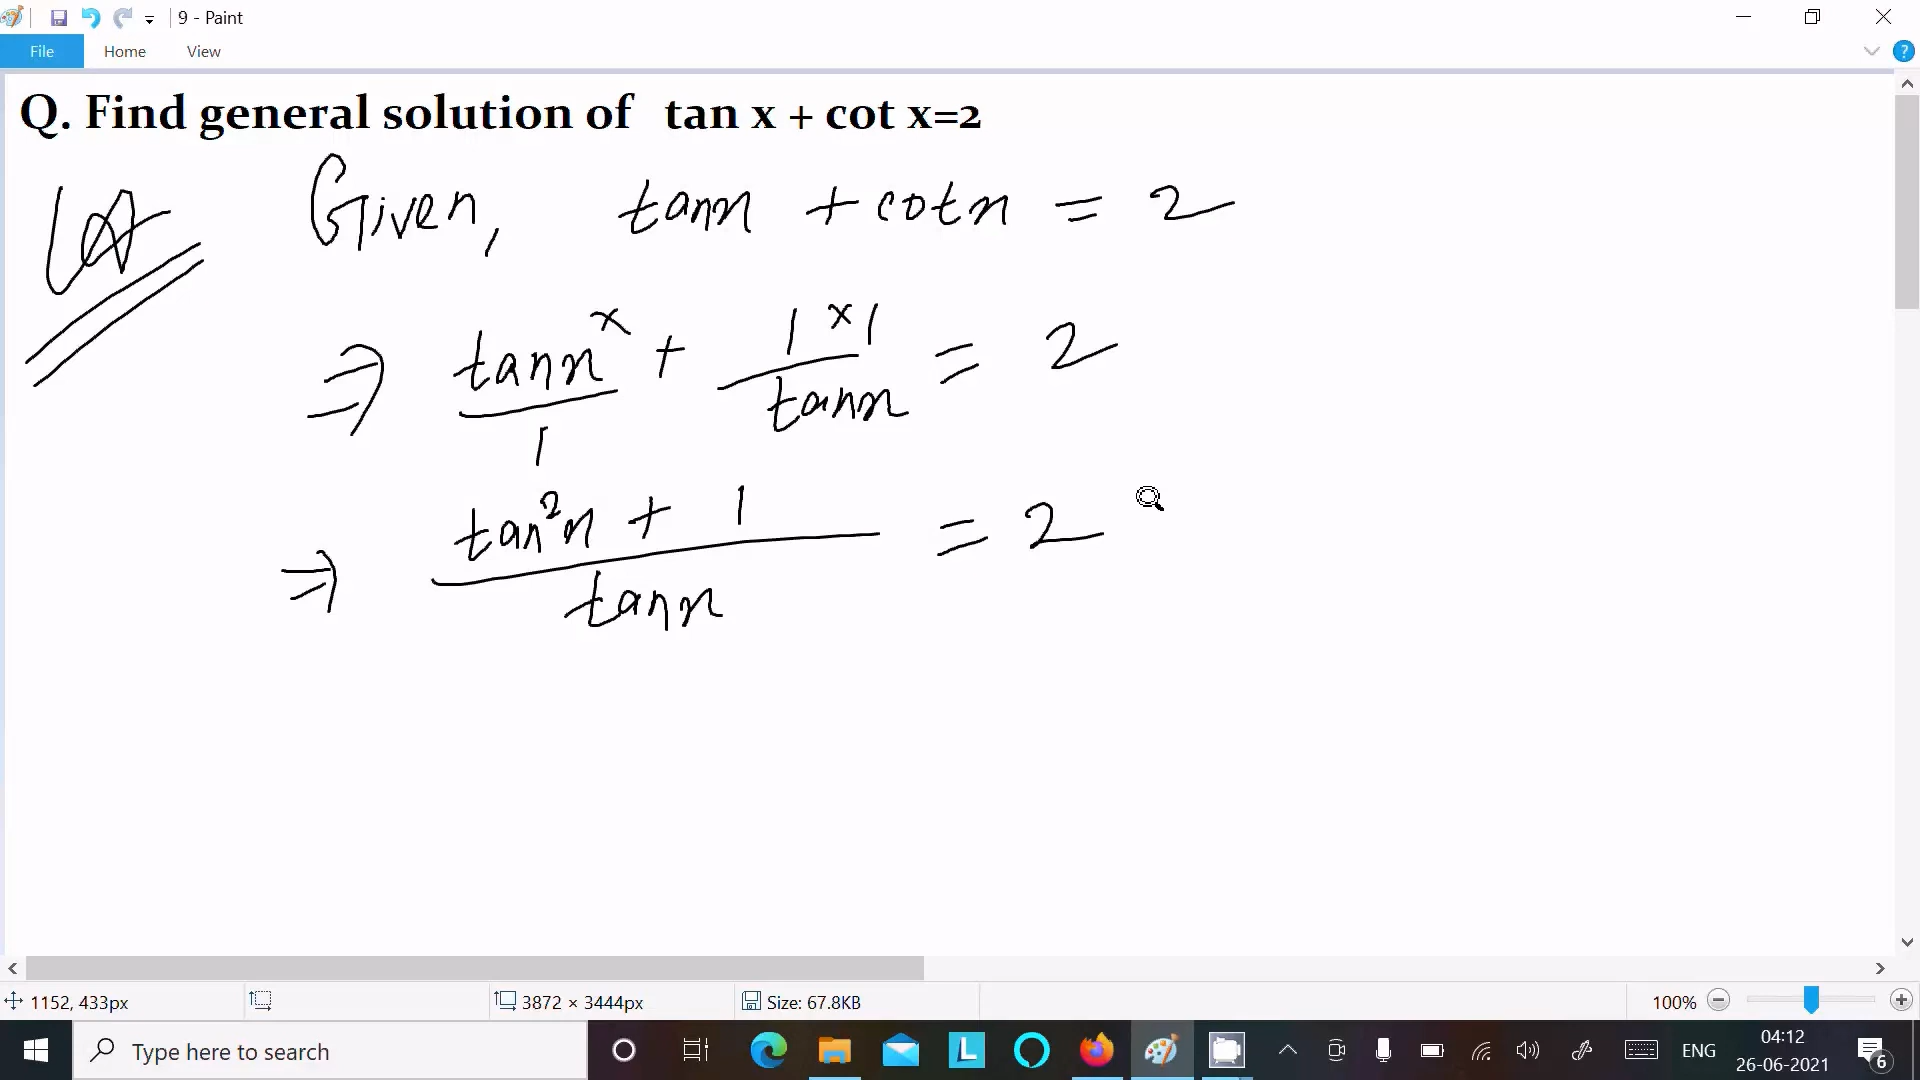 9 - Paint
File Home View
Q. Find general solution of tan x + cot x=2
Given, tanx + cotx = 2
⇒ tanx × / 1 + 1 × 1 / tanx = 2
⇒ tan²x + 1 / tanx = 2
1152, 433px 3872 × 3444px Size: 67.8KB 100%
Type here to search L ENG 04:12
26-06-2021 6